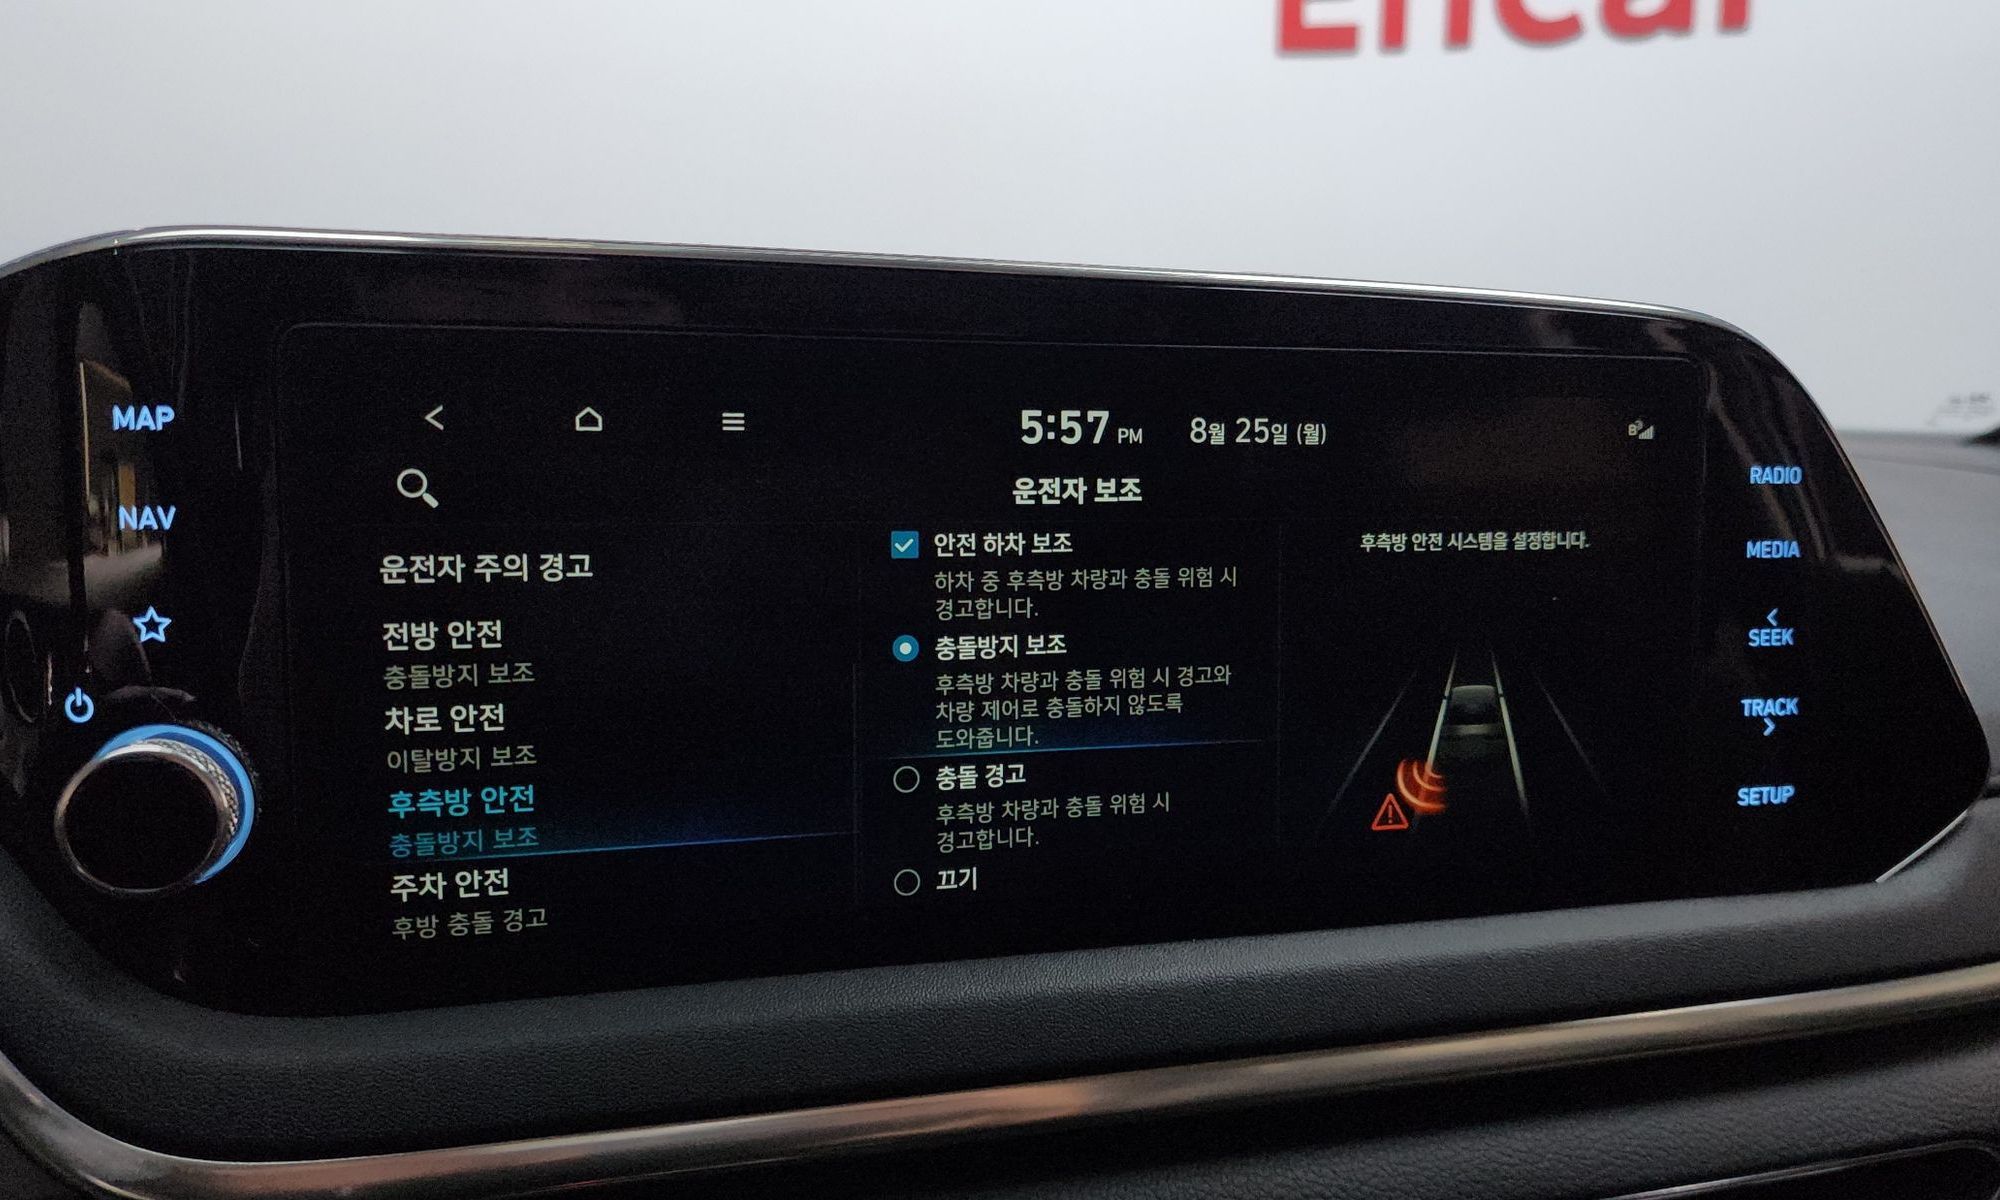 Encar
MAP
NAV
5:57 PM 8월 25일 (월)
운전자 보조
운전자 주의 경고
전방 안전
충돌방지 보조
차로 안전
이탈방지 보조
후측방 안전
충돌방지 보조
주차 안전
후방 충돌 경고
안전 하차 보조
하차 중 후측방 차량과 충돌 위험 시
경고합니다.
충돌방지 보조
후측방 차량과 충돌 위험 시 경고와
차량 제어로 충돌하지 않도록
도와줍니다.
충돌 경고
후측방 차량과 충돌 위험 시
경고합니다.
끄기
후측방 안전 시스템을 설정합니다.
RADIO
MEDIA
SEEK
TRACK
SETUP